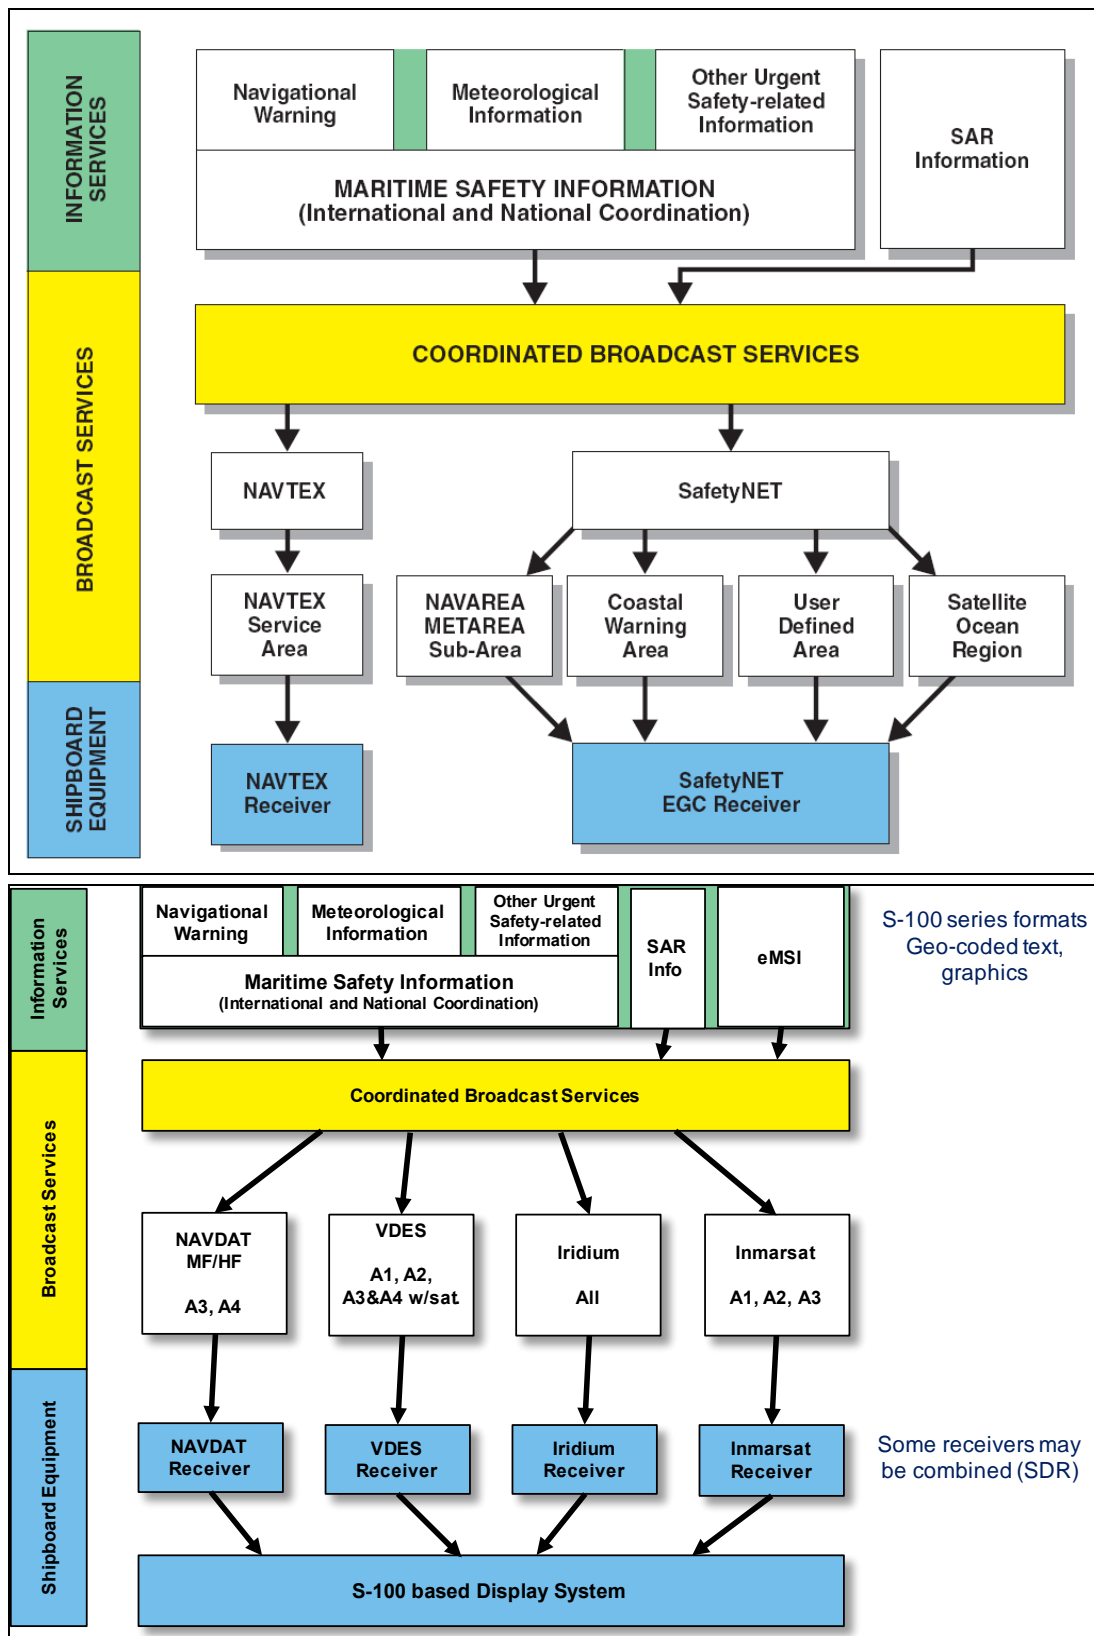 INFORMATION
SERVICES
Navigational
Warning
Meteorological
Information
Other Urgent
Safety-related
Information
SAR
Information
MARITIME SAFETY INFORMATION
(International and National Coordination)
BROADCAST SERVICES
COORDINATED BROADCAST SERVICES
NAVTEX
SafetyNET
NAVTEX
Service
Area
NAVAREA
METAREA
Sub-Area
Coastal
Warning
Area
User
Defined
Area
Satellite
Ocean
Region
SHIPBOARD
EQUIPMENT
NAVTEX
Receiver
SafetyNET
EGC Receiver
Information
Services
Navigational
Warning
Meteorological
Information
Other Urgent
Safety-related
Information
SAR
Info
eMSI
Maritime Safety Information
(International and National Coordination)
S-100 series formats
Geo-coded text,
graphics
Broadcast Services
Coordinated Broadcast Services
NAVDAT
MF/HF
A3, A4
VDES
A1, A2,
A3&A4 w/sat.
Iridium
All
Inmarsat
A1, A2, A3
Shipboard Equipment
NAVDAT
Receiver
VDES
Receiver
Iridium
Receiver
Inmarsat
Receiver
Some receivers may
be combined (SDR)
S-100 based Display System